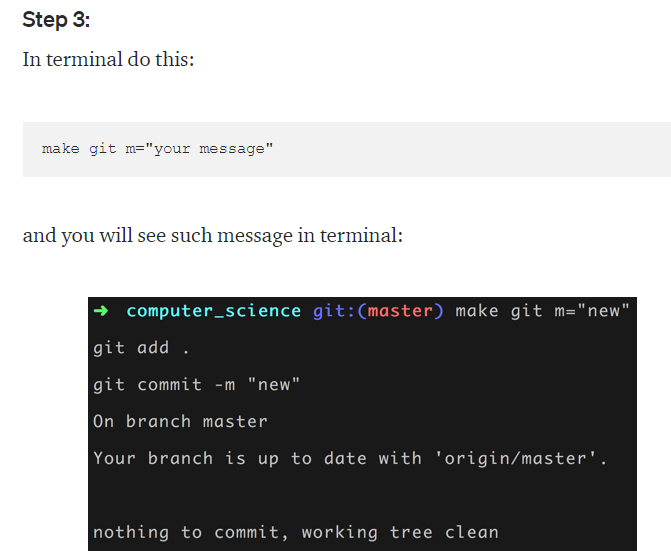 Step 3:
In terminal do this:
make git m="your message"
and you will see such message in terminal:
➜ computer_science git:(master) make git m="new"
git add .
git commit -m "new"
On branch master
Your branch is up to date with 'origin/master'.
nothing to commit, working tree clean